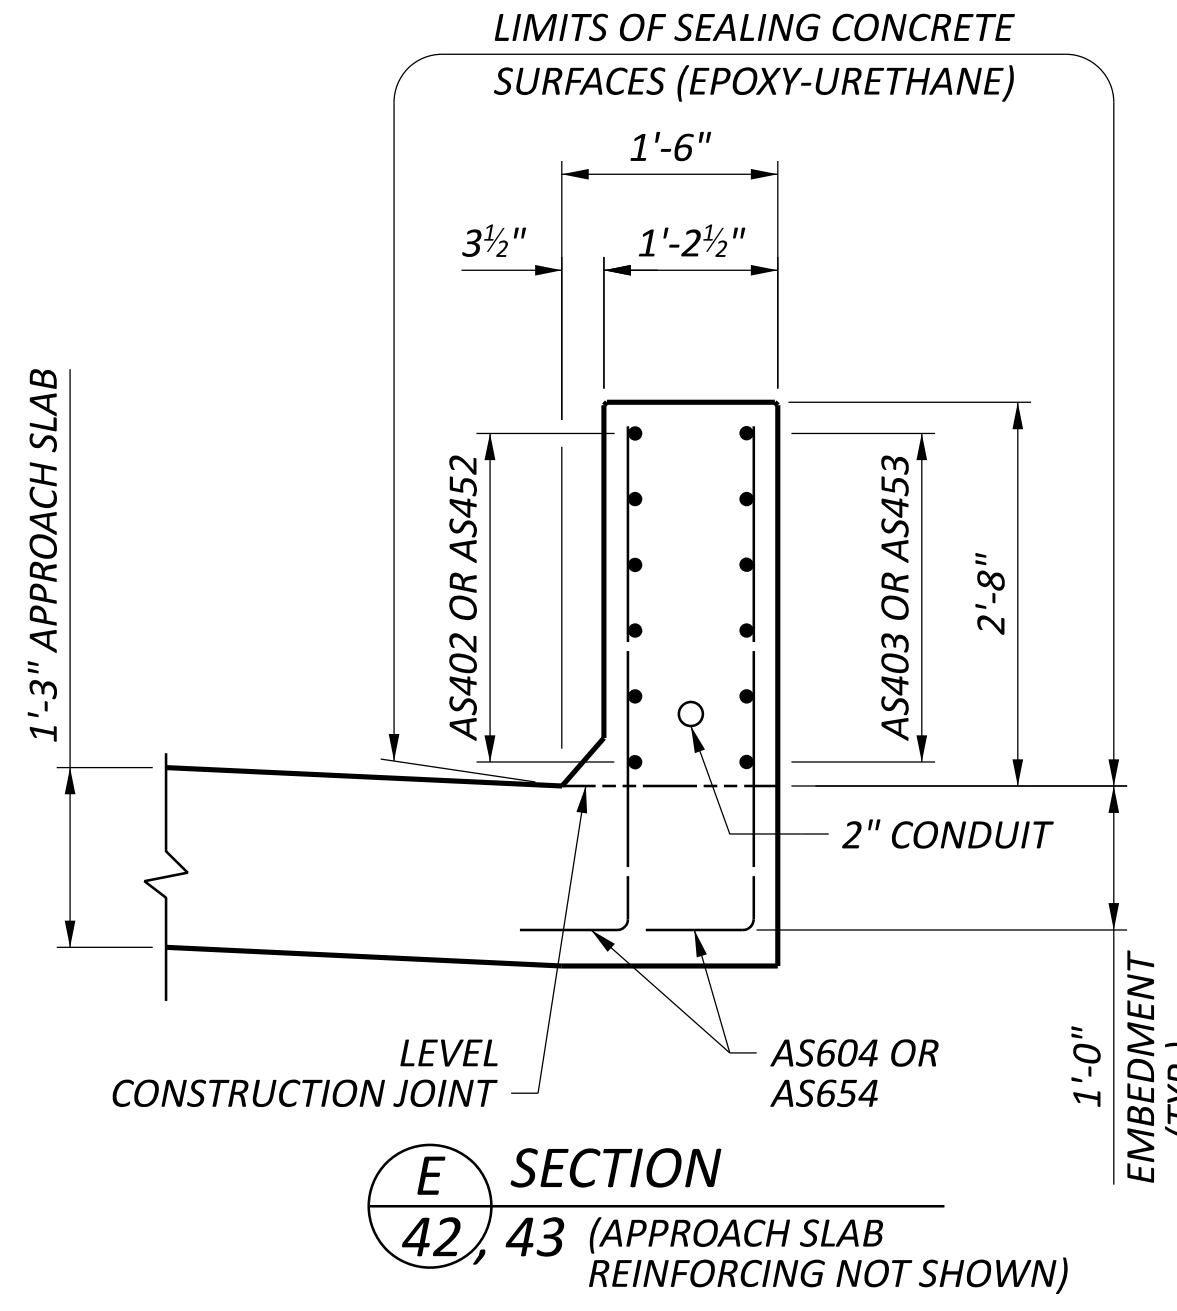 LIMITS OF SEALING CONCRETE
SURFACES (EPOXY-URETHANE)
1'-6"
3½"
1'-2½"
1'-3" APPROACH SLAB
AS402 OR AS452
AS403 OR AS453
2'-8"
2" CONDUIT
LEVEL
CONSTRUCTION JOINT
AS604 OR
AS654
1'-0"
EMBEDMENT
E
SECTION
42, 43
(APPROACH SLAB
REINFORCING NOT SHOWN)